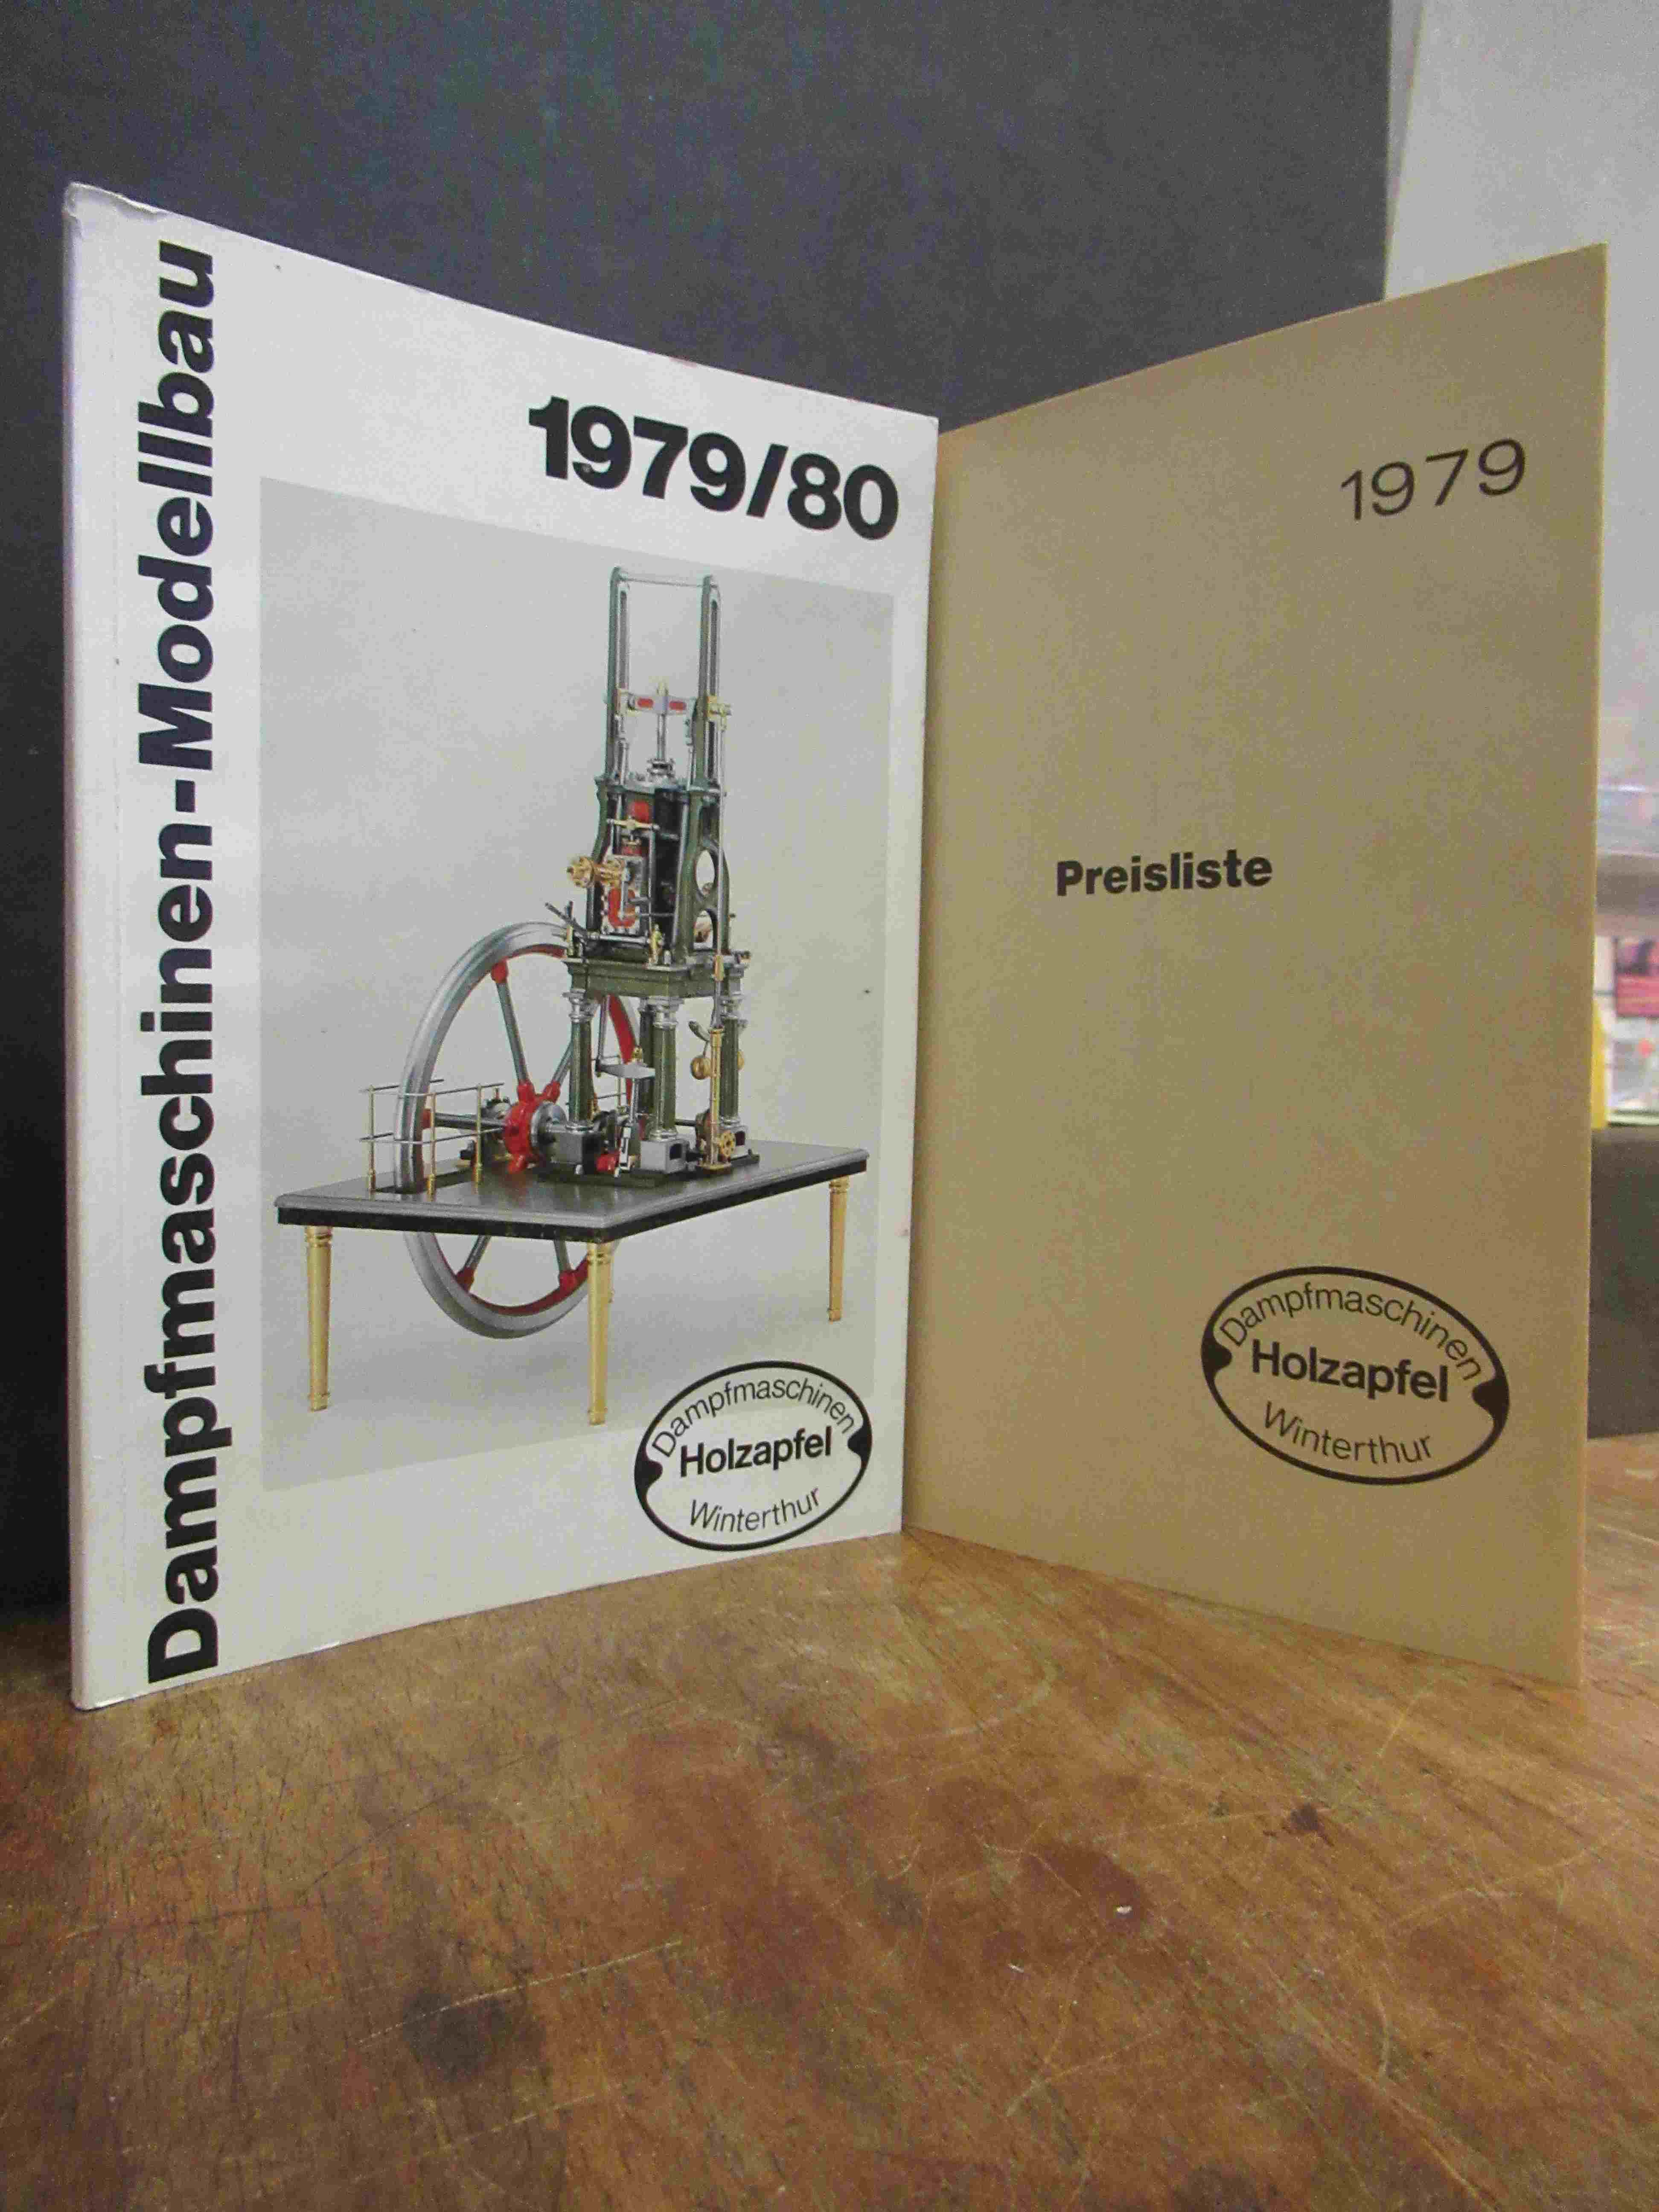 Dampfmaschinen-Modellbau
1979/80
Dampfmaschinen
Holzapfel
Winterthur
1979
Preisliste
Dampfmaschinen
Holzapfel
Winterthur